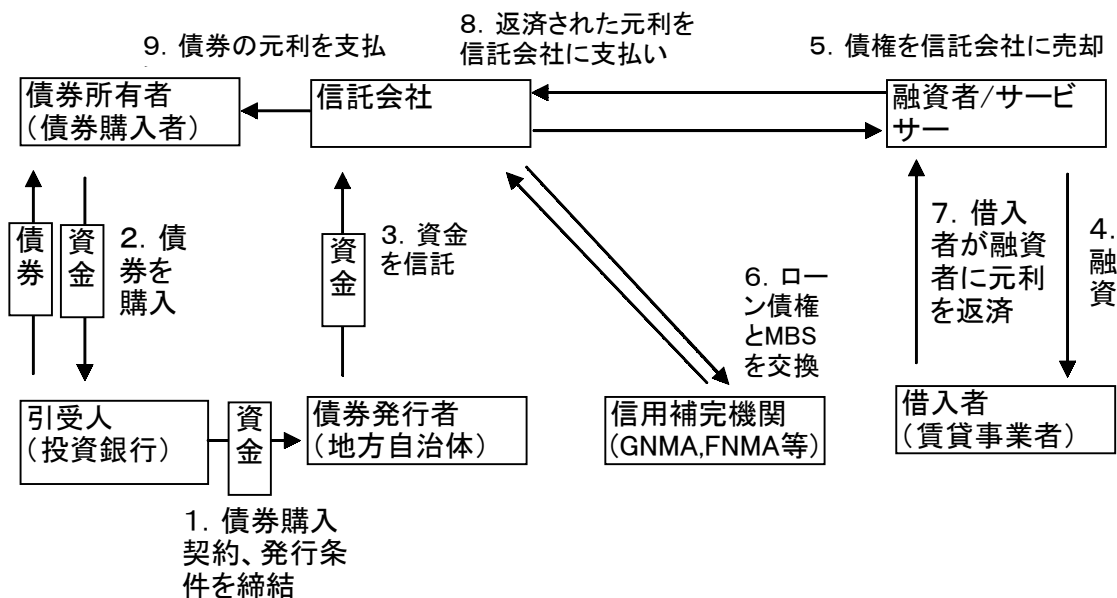 9．債券の元利を支払
8．返済された元利を
信託会社に支払い
5．債権を信託会社に売却
債券所有者
（債券購入者）
信託会社
融資者/サービ
サー
債
券
資
金
2．債
券を
購入
資
金
3．資金
を信託
6．ロー
ン債権
とMBS
を交換
7．借入
者が融資
者に元利
を返済
4．
融
資
引受人
（投資銀行）
資
金
債券発行者
（地方自治体）
信用補完機関
(GNMA,FNMA等)
借入者
（賃貸事業者）
1．債券購入
契約、発行条
件を締結